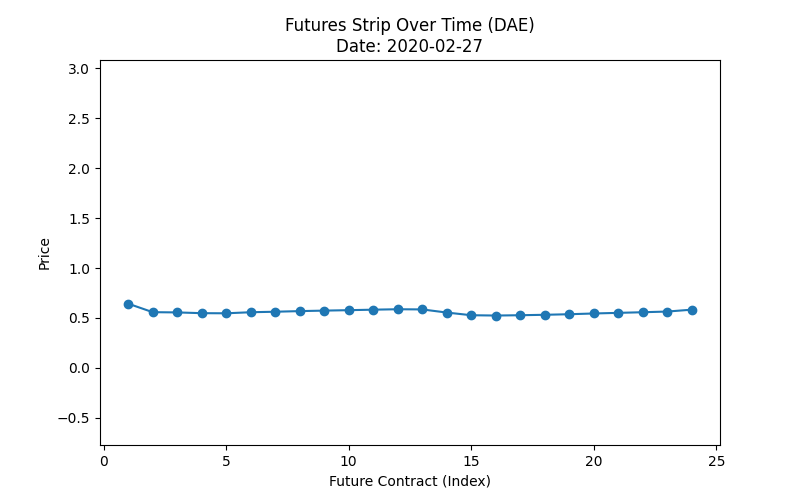 Futures Strip Over Time (DAE)
Date: 2020-02-27
Price
3.0
2.5
2.0
1.5
1.0
0.5
0.0
−0.5
0 5 10 15 20 25
Future Contract (Index)